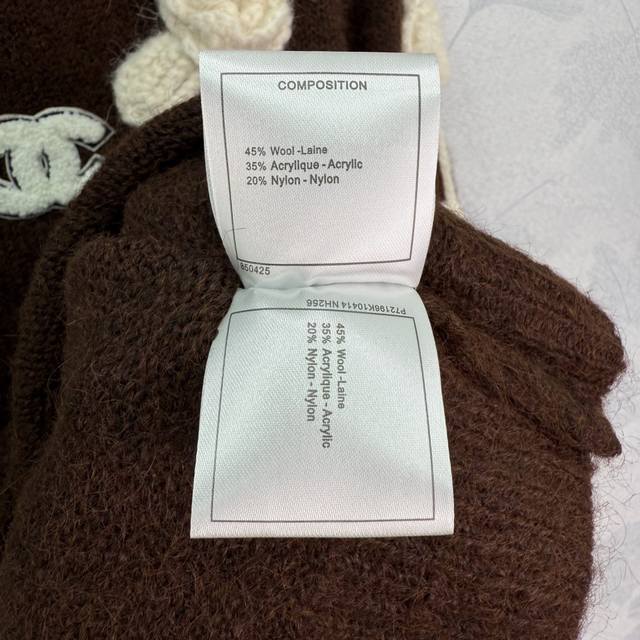 COMPOSITION
45% Wool -Laine
35% Acrylique - Acrylic
20% Nylon - Nylon
850425
P72196K10414 NH256
45% Wool -Laine
35% Acrylique - Acrylic
20% Nylon - Nylon